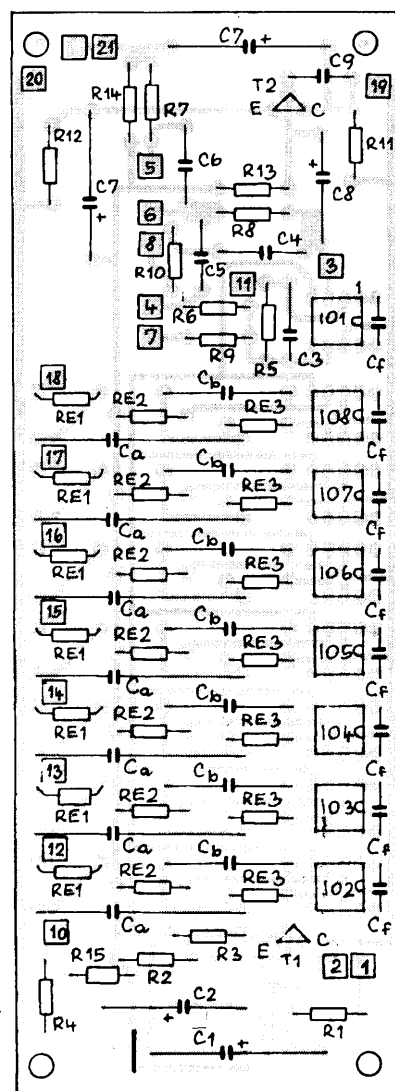 21 C7 +
20 T2 C9 19
R14 R7 E C
R12 R11
5 C6 + C8
C7 + R13
6 R8
8 C4
R10 C5 3
11 1
4 R6 101
7 R9 R5 C3 Cf
18 RE2 Cb RE3 108
RE1 Ca Cf
17 RE2 Cb RE3 107
RE1 Ca Cf
16 RE2 Cb RE3 106
RE1 Ca Cf
15 RE2 Cb RE3 105
RE1 Ca Cf
14 RE2 Cb RE3 104
RE1 Ca Cf
13 RE2 Cb RE3 103
RE1 Ca Cf
12 RE2 Cb RE3 102
RE1 Ca Cf
10 R3 E C
R15 R2 T1 2 1
R4 C2 +
R1
C1 +